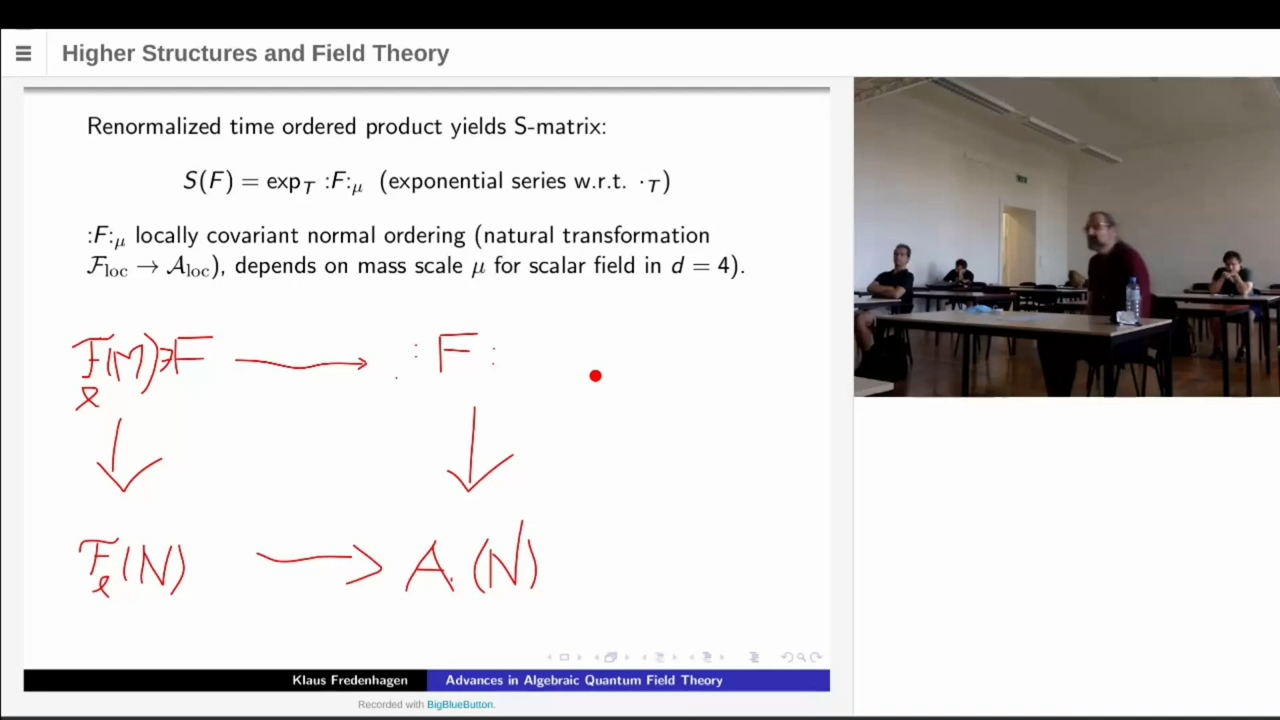 Higher Structures and Field Theory
Renormalized time ordered product yields S-matrix:
S(F) = exp_T :F:_μ (exponential series w.r.t. ·_T)
:F:_μ locally covariant normal ordering (natural transformation
𝓕_loc → 𝓐_loc), depends on mass scale μ for scalar field in d = 4).
𝓕_ℓ(M)∋F ⟶ :F:
↓ ↓
𝓕_ℓ(N) ⟶ A(N)
Klaus Fredenhagen Advances in Algebraic Quantum Field Theory
Recorded with BigBlueButton.